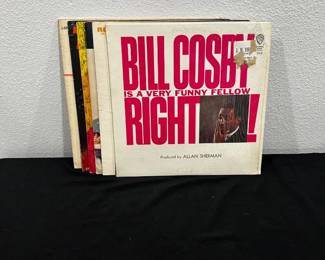 BILL COSBY
IS A VERY FUNNY FELLOW
RIGHT!
Produced by ALLAN SHERMAN